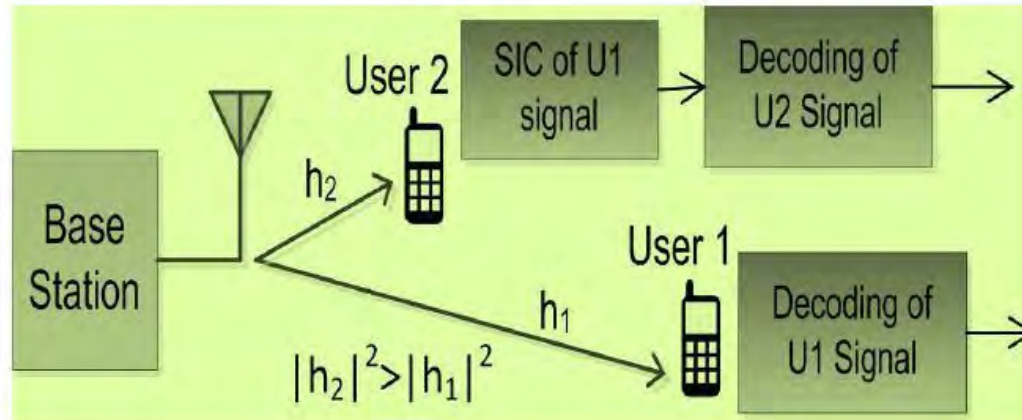 User 2
SIC of U1
signal
Decoding of
U2 Signal
h₂
Base
Station
User 1
h₁
Decoding of
U1 Signal
|h₂|²>|h₁|²